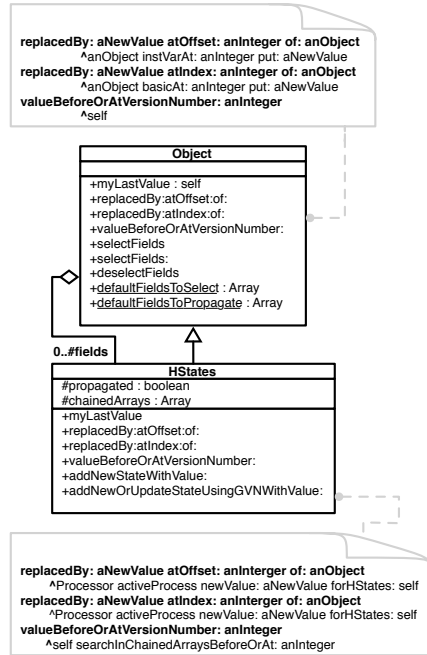 replacedBy: aNewValue atOffset: anInteger of: anObject
^anObject instVarAt: anInteger put: aNewValue
replacedBy: aNewValue atIndex: anInteger of: anObject
^anObject basicAt: anInteger put: aNewValue
valueBeforeOrAtVersionNumber: anInteger
^self
Object
+myLastValue : self
+replacedBy:atOffset:of:
+replacedBy:atIndex:of:
+valueBeforeOrAtVersionNumber:
+selectFields
+selectFields:
+deselectFields
+defaultFieldsToSelect : Array
+defaultFieldsToPropagate : Array
0..#fields
HStates
#propagated : boolean
#chainedArrays : Array
+myLastValue
+replacedBy:atOffset:of:
+replacedBy:atIndex:of:
+valueBeforeOrAtVersionNumber:
+addNewStateWithValue:
+addNewOrUpdateStateUsingGVNWithValue:
replacedBy: aNewValue atOffset: anInterger of: anObject
^Processor activeProcess newValue: aNewValue forHStates: self
replacedBy: aNewValue atIndex: anInterger of: anObject
^Processor activeProcess newValue: aNewValue forHStates: self
valueBeforeOrAtVersionNumber: anInteger
^self searchInChainedArraysBeforeOrAt: anInteger